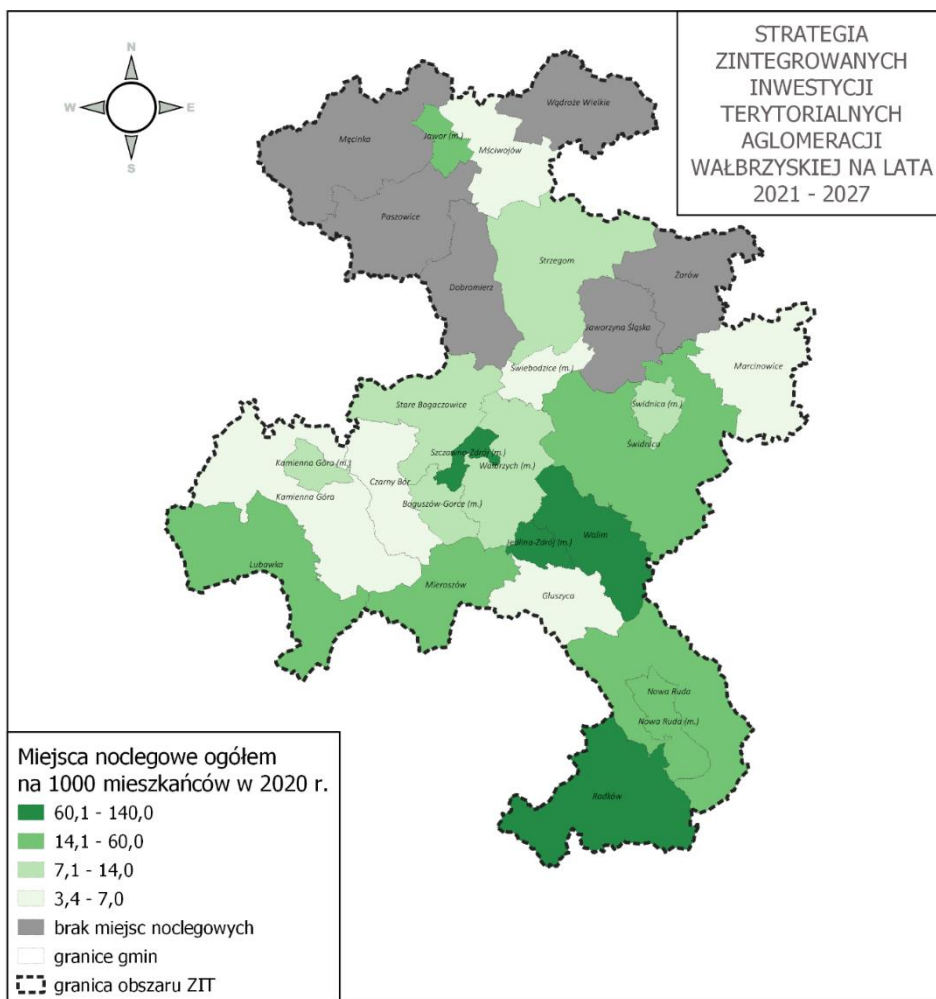 STRATEGIA
ZINTEGROWANYCH
INWESTYCJI
TERYTORIALNYCH
AGLOMERACJI
WAŁBRZYSKIEJ NA LATA
2021 - 2027
N
W
E
S
Wądroże Wielkie
Męcinka
Jawor (m.)
Mściwojów
Paszowice
Strzegom
Dobromierz
Żarów
Jaworzyna Śląska
Świebodzice (m.)
Marcinowice
Stare Bogaczowice
Świdnica (m.)
Świdnica
Szczawno-Zdrój (m.)
Kamienna Góra (m.)
Wałbrzych (m.)
Czarny Bór
Kamienna Góra
Boguszów-Gorce (m.)
Walim
Jedlina-Zdrój (m.)
Lubawka
Mieroszów
Głuszyca
Nowa Ruda
Nowa Ruda (m.)
Radków
Miejsca noclegowe ogółem
na 1000 mieszkańców w 2020 r.
60,1 - 140,0
14,1 - 60,0
7,1 - 14,0
3,4 - 7,0
brak miejsc noclegowych
granice gmin
granica obszaru ZIT